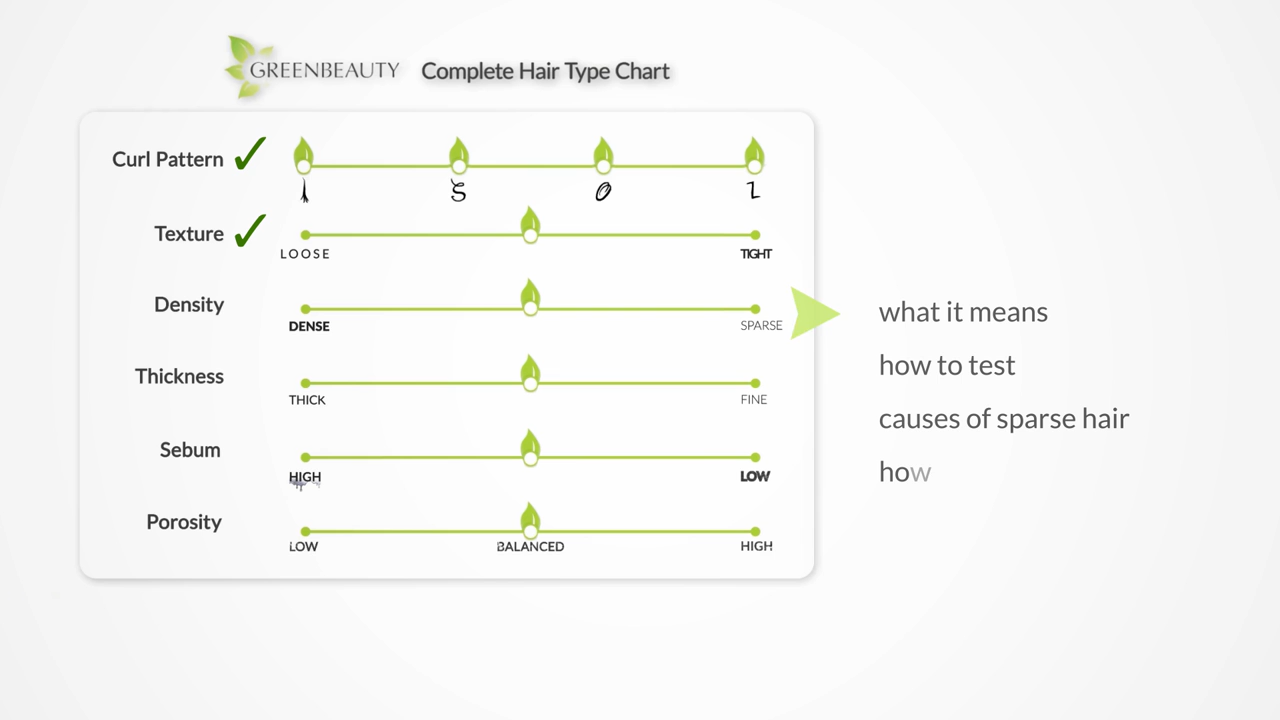 GREENBEAUTY Complete Hair Type Chart
Curl Pattern
l S O Z
Texture
LOOSE TIGHT
Density
DENSE SPARSE
Thickness
THICK FINE
Sebum
HIGH LOW
Porosity
LOW BALANCED HIGH
what it means
how to test
causes of sparse hair
how